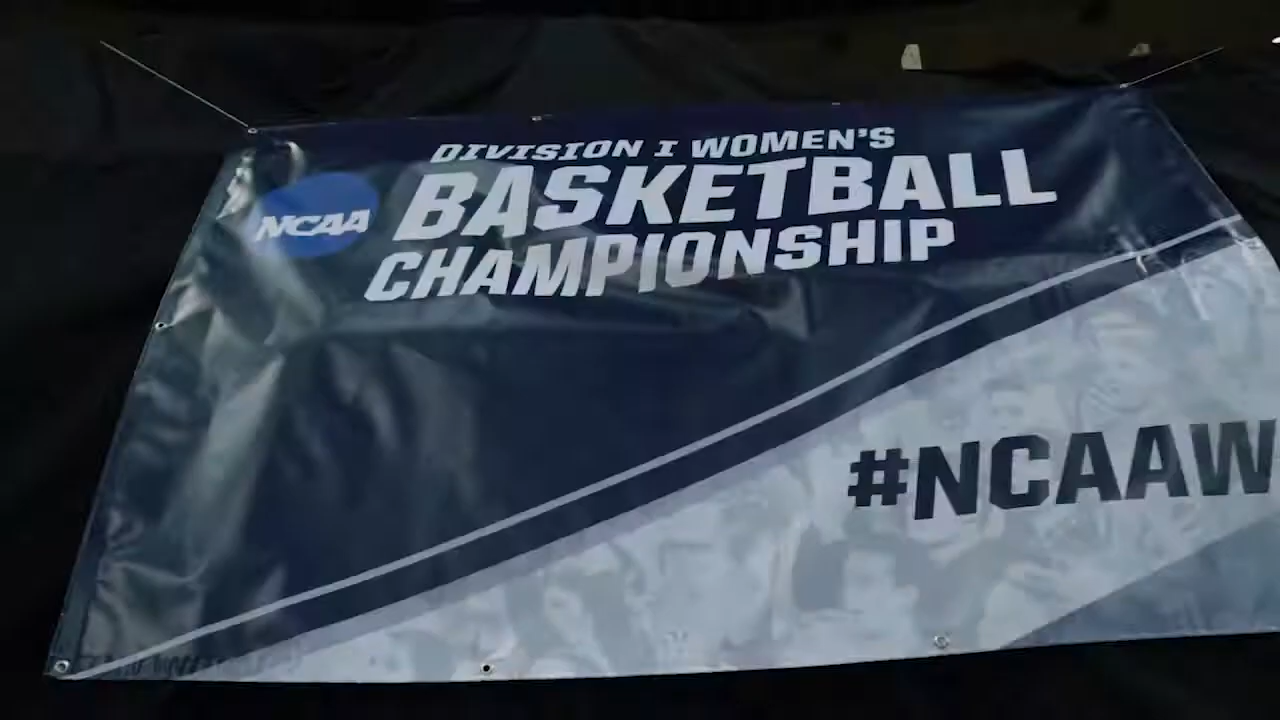 DIVISION I WOMEN'S
BASKETBALL
NCAA
CHAMPIONSHIP
#NCAAW